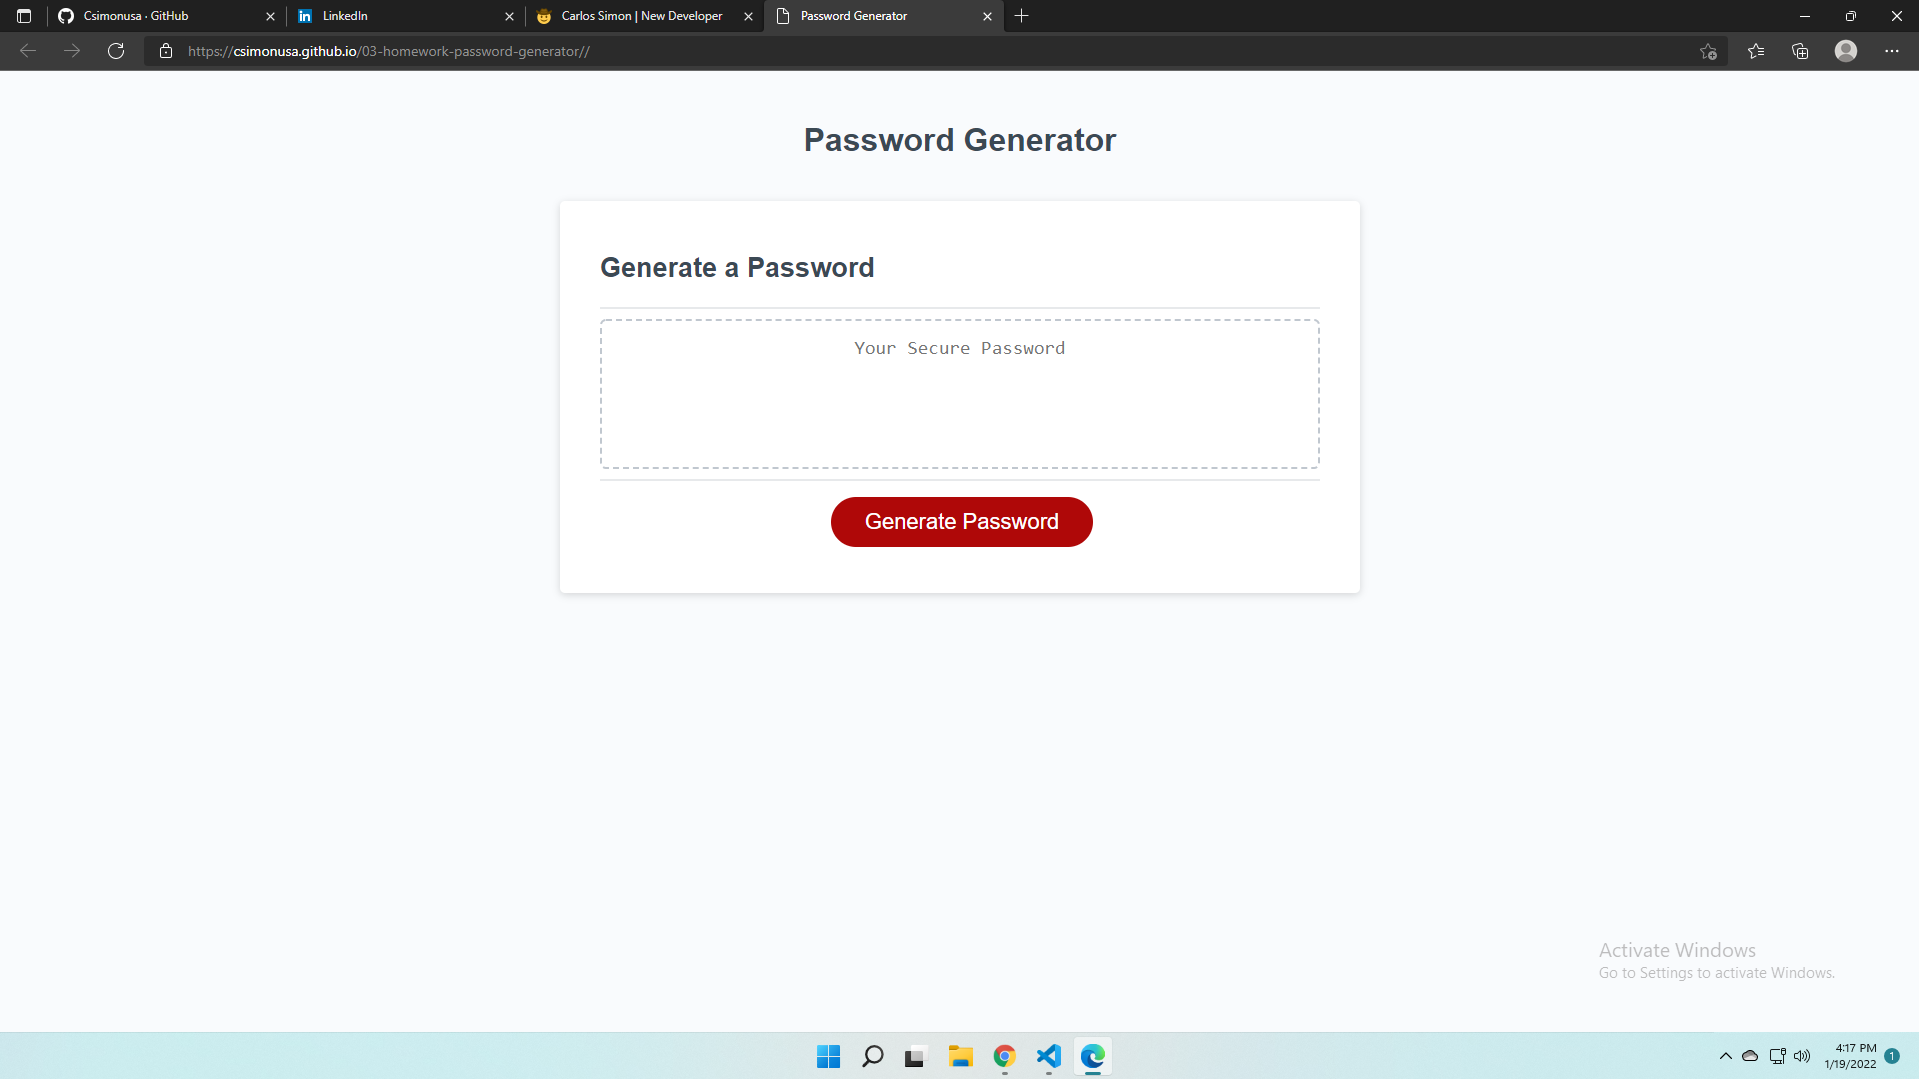 Csimonusa · GitHub
LinkedIn
Carlos Simon | New Developer
Password Generator
https://csimonusa.github.io/03-homework-password-generator//
Password Generator
Generate a Password
Your Secure Password
Generate Password
Activate Windows
Go to Settings to activate Windows.
4:17 PM
1/19/2022
1